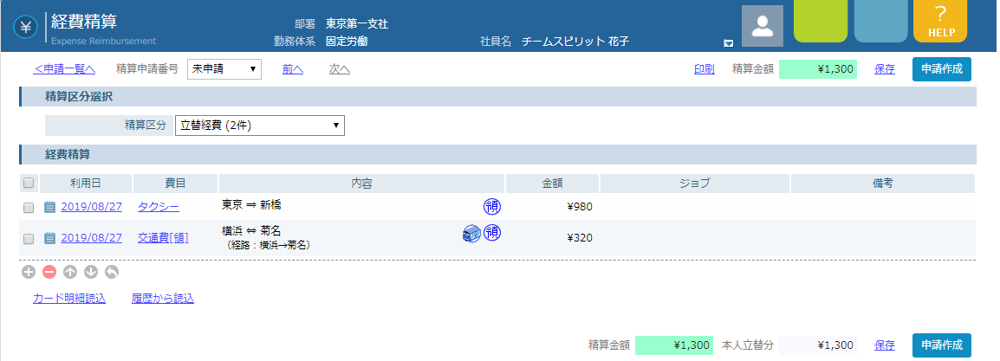 経費精算
Expense Reimbursement
部署 東京第一支社
勤務体系 固定労働
社員名 チームスピリット 花子
?
HELP
<申請一覧へ 精算申請番号 未申請 ▼ 前へ 次へ 印刷 精算金額 ¥1,300 保存 申請作成
精算区分選択
精算区分 立替経費 (2件) ▼
経費精算
利用日 費目 内容 金額 ジョブ 備考
2019/08/27 タクシー 東京 ⇒ 新橋 領 ¥980
2019/08/27 交通費[領] 横浜 ⇔ 菊名 領 ¥320
(経路:横浜→菊名)
カード明細読込 履歴から読込
精算金額 ¥1,300 本人立替分 ¥1,300 保存 申請作成